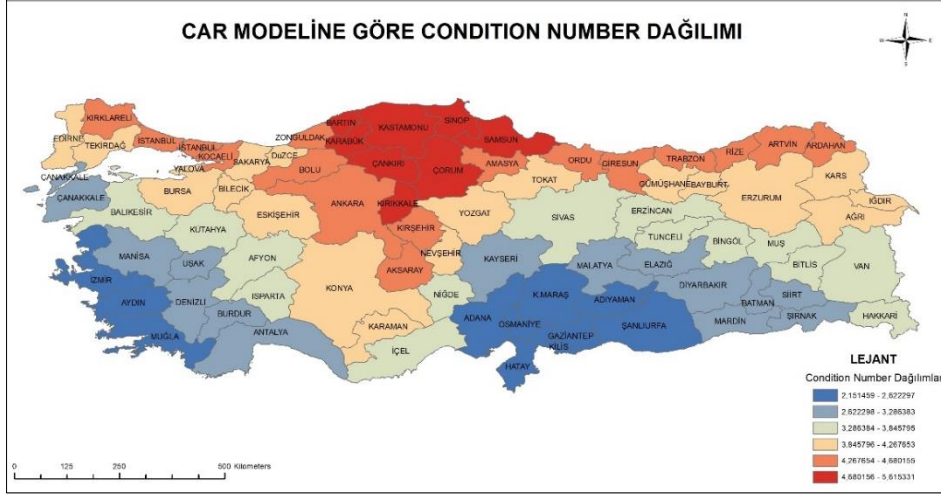 CAR MODELİNE GÖRE CONDITION NUMBER DAĞILIMI
N
W E
S
KIRKLARELİ
EDİRNE
TEKİRDAĞ
İSTANBUL
İSTANBUL
KOCAELİ
YALOVA
SAKARYA
DÜZCE
ZONGULDAK
BARTIN
KARABÜK
KASTAMONU
SİNOP
SAMSUN
ÇANKIRI
ÇORUM
AMASYA
ORDU
GİRESUN
TRABZON
RİZE
ARTVİN
ARDAHAN
ÇANAKKALE
ÇANAKKALE
BURSA
BİLECİK
BOLU
ANKARA
KIRIKKALE
TOKAT
GÜMÜŞHANE
BAYBURT
ERZURUM
KARS
IĞDIR
AĞRI
BALIKESİR
KÜTAHYA
ESKİŞEHİR
KIRŞEHİR
YOZGAT
SİVAS
ERZİNCAN
TUNCELİ
BİNGÖL
MUŞ
BİTLİS
VAN
MANİSA
UŞAK
AFYON
NEVŞEHİR
AKSARAY
KAYSERİ
MALATYA
ELAZIĞ
DİYARBAKIR
BATMAN
SİİRT
ŞIRNAK
HAKKARİ
İZMİR
AYDIN
DENİZLİ
ISPARTA
BURDUR
KONYA
NİĞDE
K.MARAŞ
ADIYAMAN
MARDİN
MUĞLA
ANTALYA
KARAMAN
İÇEL
ADANA
OSMANİYE
GAZİANTEP
KİLİS
ŞANLIURFA
HATAY
LEJANT
Condition Number Dağılımları
2,151459 - 2,622297
2,622298 - 3,286383
3,286384 - 3,845795
3,845796 - 4,267653
4,267654 - 4,680155
4,680156 - 5,615331
0 125 250 500 Kilometers